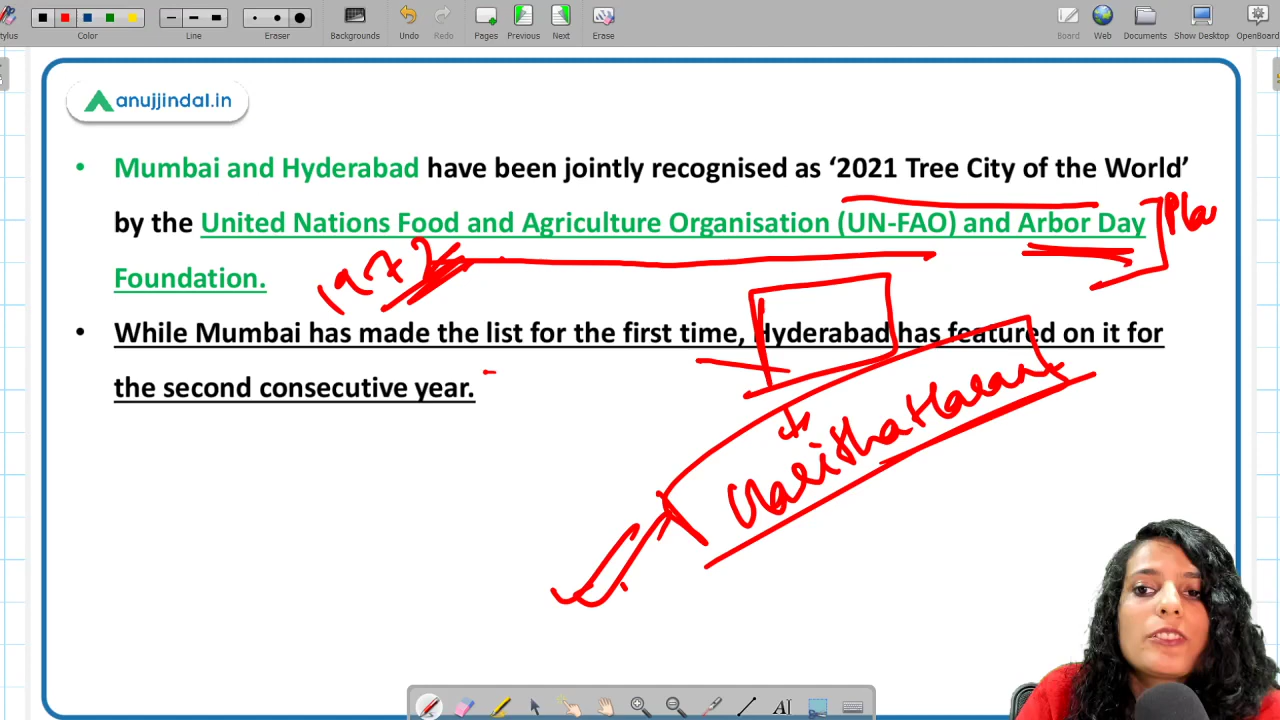 tylus
Color
Line
Eraser
Backgrounds
Undo
Redo
Pages
Previous
Next
Erase
Board
Web
Documents
Show Desktop
OpenBoard
anujjindal.in
• Mumbai and Hyderabad have been jointly recognised as ‘2021 Tree City of the World’
by the United Nations Food and Agriculture Organisation (UN-FAO) and Arbor Day
Foundation.
1972
• While Mumbai has made the list for the first time, Hyderabad has featured on it for
the second consecutive year.